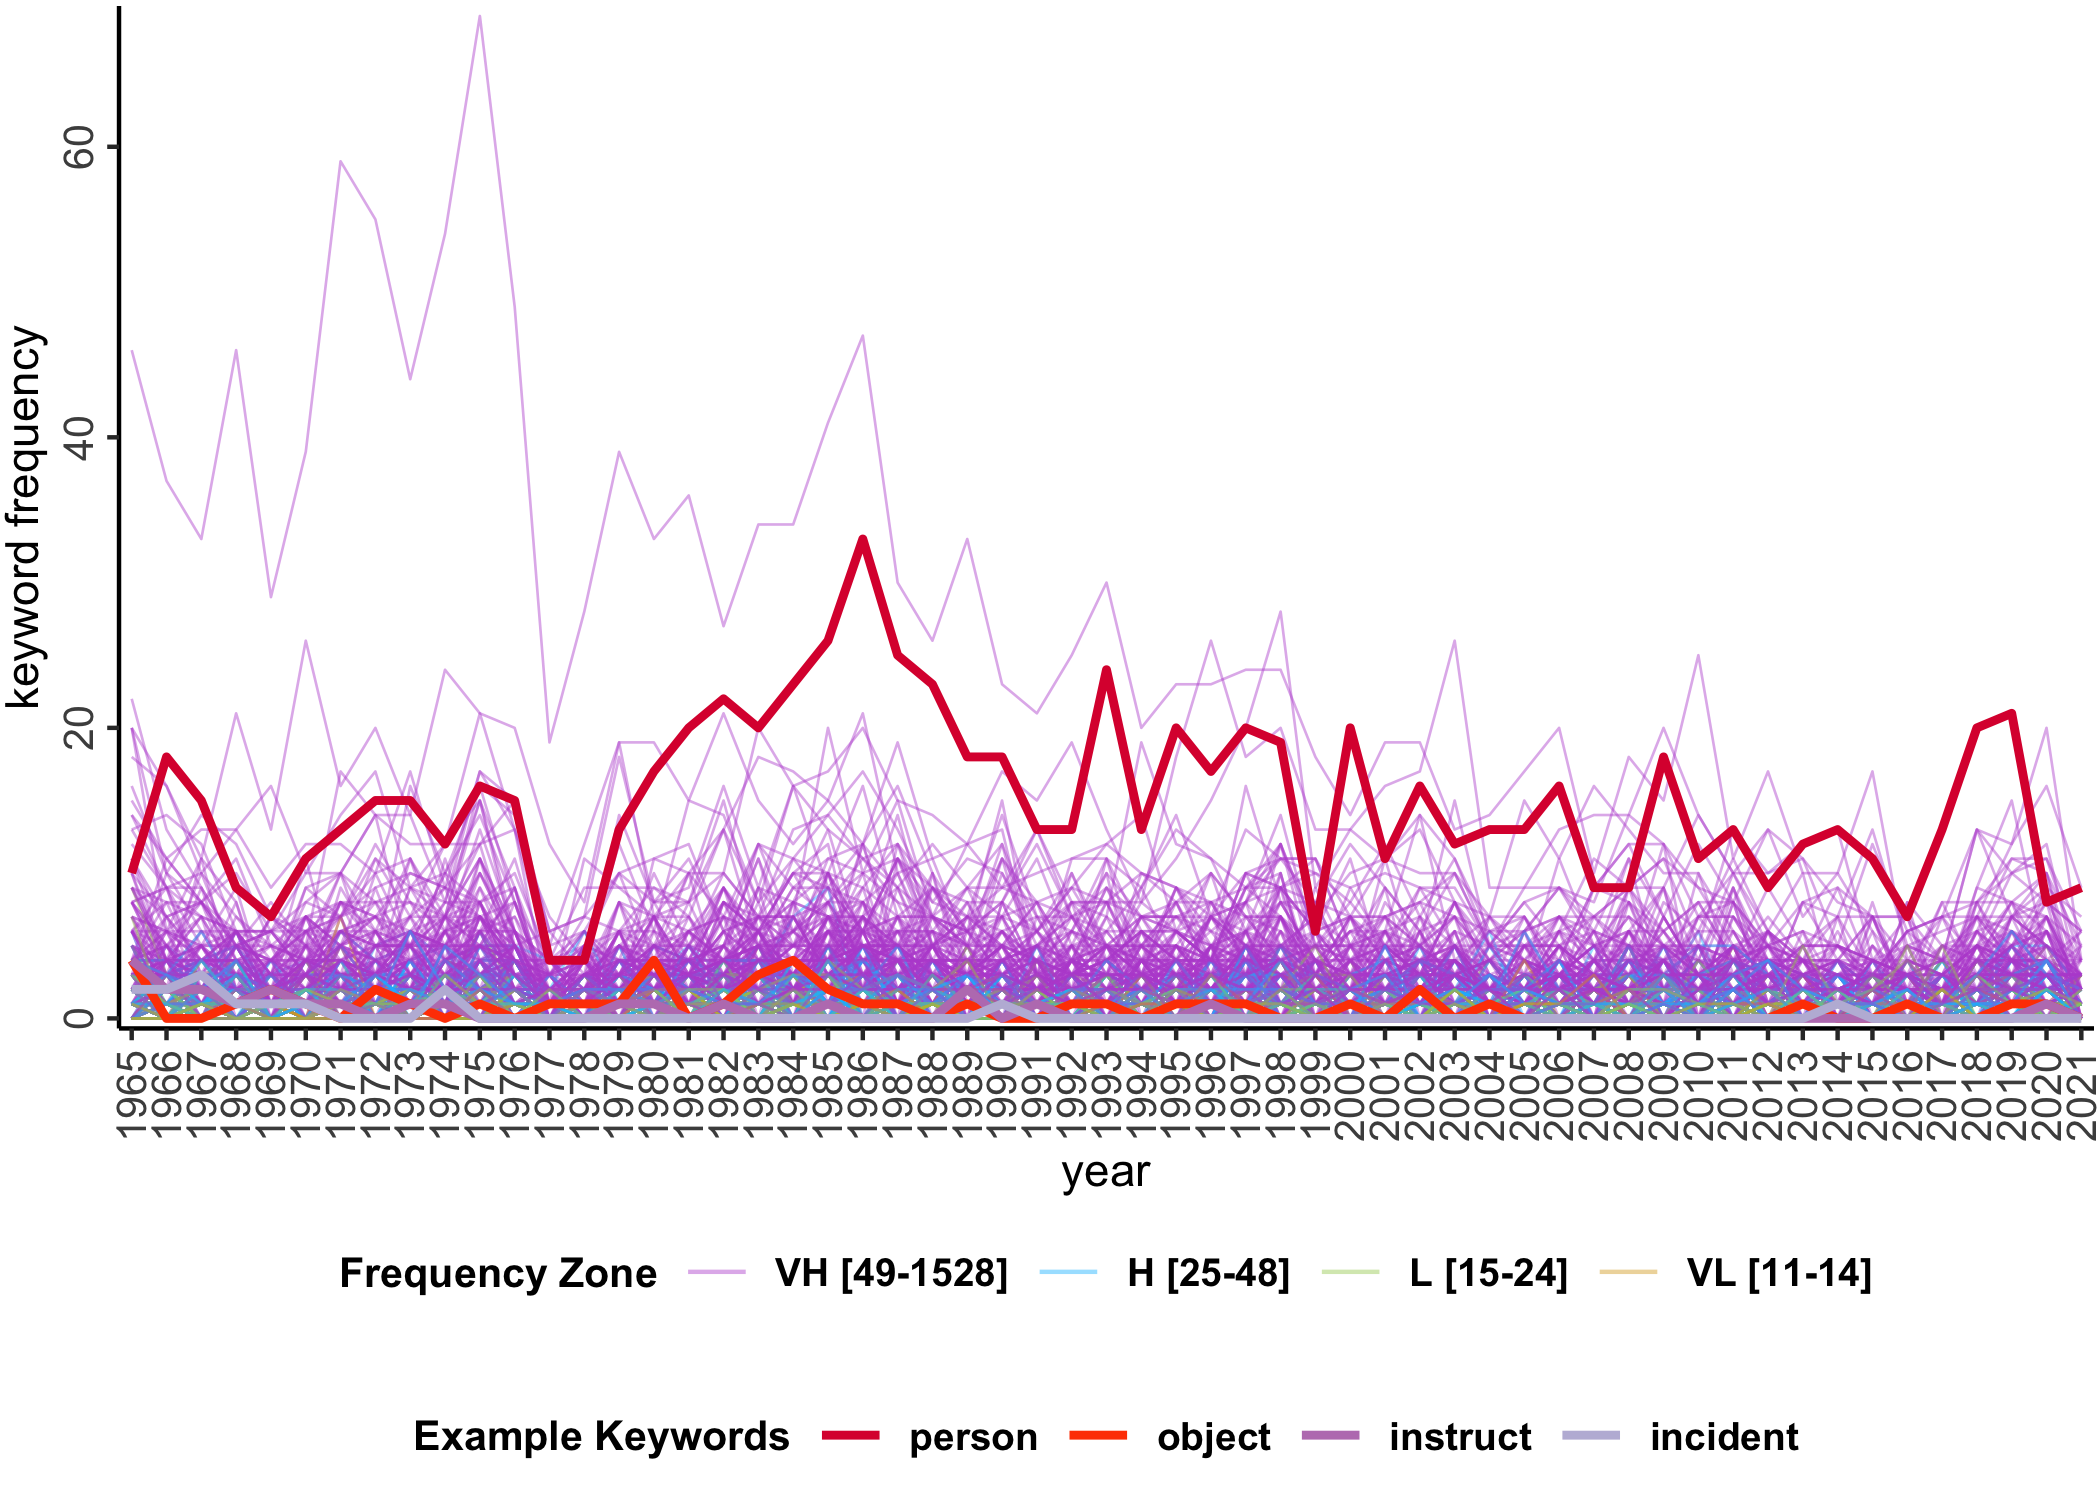 60
40
20
0
keyword frequency
1965 1966 1967 1968 1969 1970 1971 1972 1973 1974 1975 1976 1977 1978 1979 1980 1981 1982 1983 1984 1985 1986 1987 1988 1989 1990 1991 1992 1993 1994 1995 1996 1997 1998 1999 2000 2001 2002 2003 2004 2005 2006 2007 2008 2009 2010 2011 2012 2013 2014 2015 2016 2017 2018 2019 2020 2021
year
Frequency Zone VH [49-1528] H [25-48] L [15-24] VL [11-14]
Example Keywords person object instruct incident